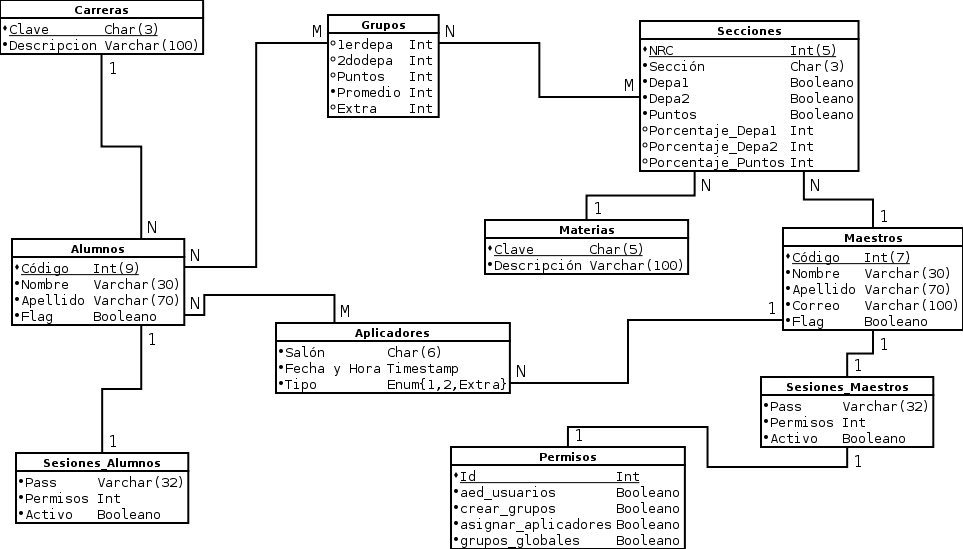 Carreras
Clave Char(3)
Descripcion Varchar(100)
1
N
Grupos
1erdepa Int
2dodepa Int
Puntos Int
Promedio Int
Extra Int
M
N
Secciones
NRC Int(5)
Sección Char(3)
Depa1 Booleano
Depa2 Booleano
Puntos Booleano
Porcentaje_Depa1 Int
Porcentaje_Depa2 Int
Porcentaje_Puntos Int
M
N
N
1
1
Materias
Clave Char(5)
Descripción Varchar(100)
Alumnos
Código Int(9)
Nombre Varchar(30)
Apellido Varchar(70)
Flag Booleano
N
N
1
Maestros
Código Int(7)
Nombre Varchar(30)
Apellido Varchar(70)
Correo Varchar(100)
Flag Booleano
1
1
M
Aplicadores
Salón Char(6)
Fecha y Hora Timestamp
Tipo Enum{1,2,Extra}
N
1
Sesiones_Maestros
Pass Varchar(32)
Permisos Int
Activo Booleano
1
1
Sesiones_Alumnos
Pass Varchar(32)
Permisos Int
Activo Booleano
1
Permisos
Id Int
aed_usuarios Booleano
crear_grupos Booleano
asignar_aplicadores Booleano
grupos_globales Booleano